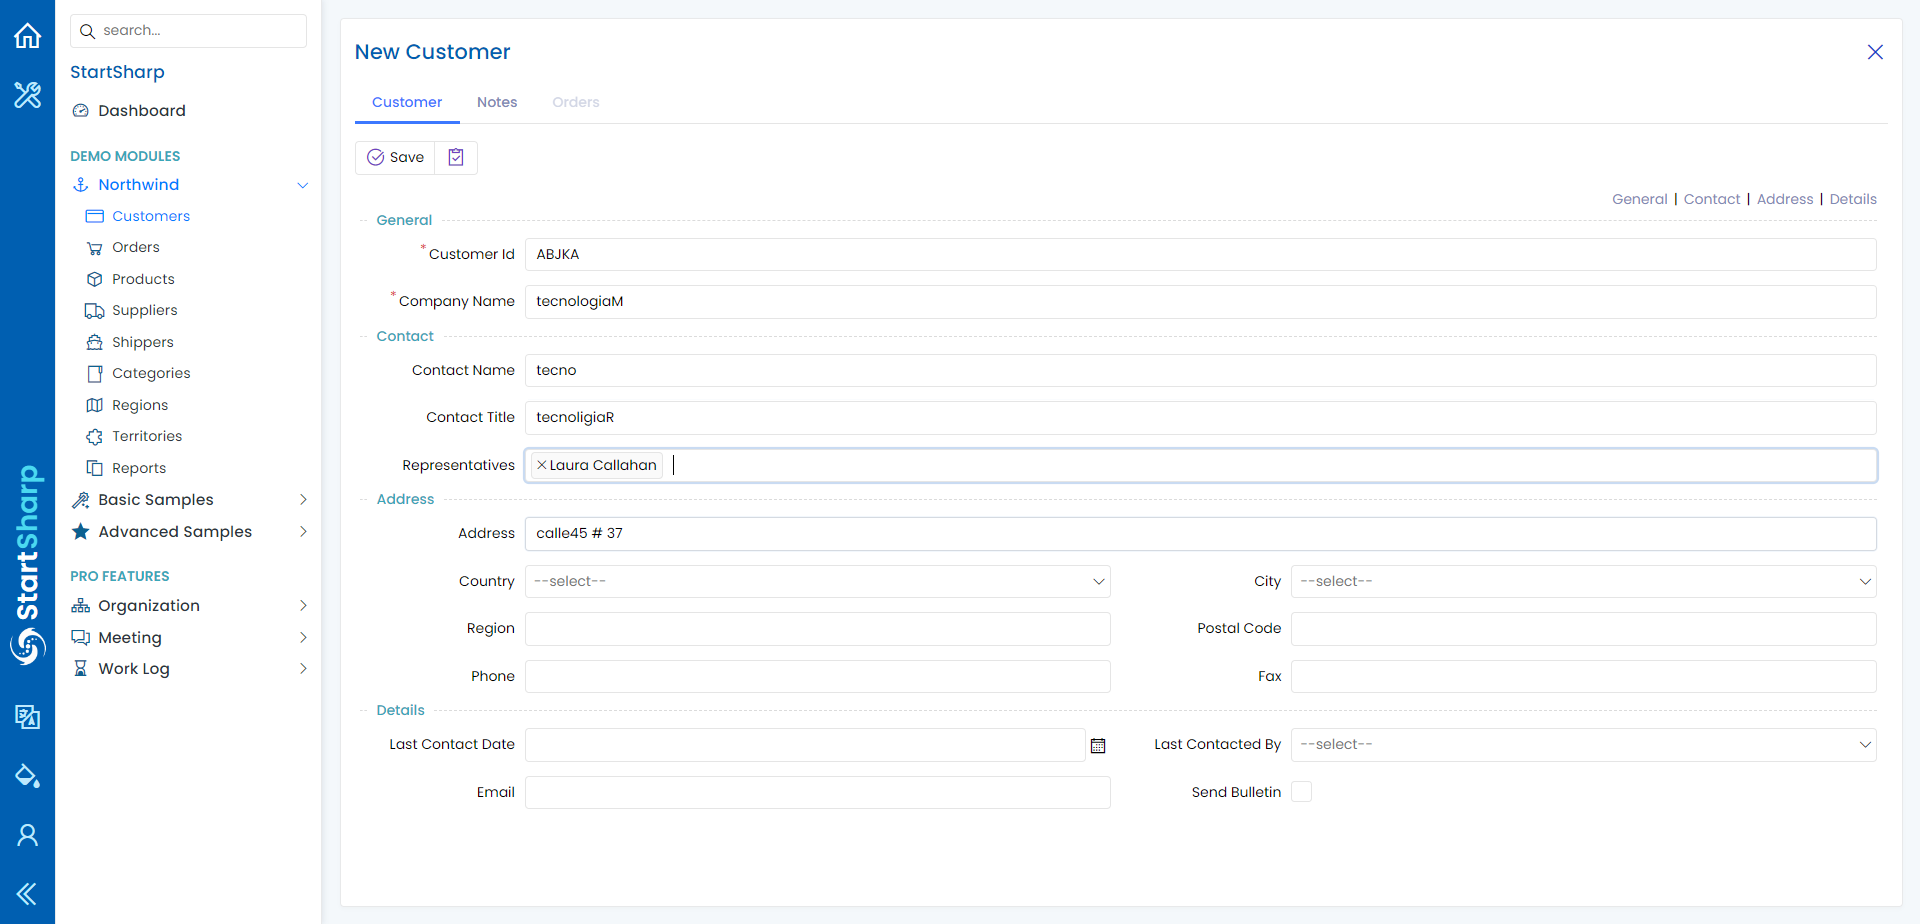 search...
StartSharp
Dashboard
DEMO MODULES
Northwind
Customers
Orders
Products
Suppliers
Shippers
Categories
Regions
Territories
Reports
Basic Samples
Advanced Samples
PRO FEATURES
Organization
Meeting
Work Log
StartSharp
New Customer
Customer Notes Orders
Save
General | Contact | Address | Details
General
* Customer Id ABJKA
* Company Name tecnologiaM
Contact
Contact Name tecno
Contact Title tecnoligiaR
Representatives Laura Callahan
Address
Address calle45 # 37
Country --select-- City --select--
Region Postal Code
Phone Fax
Details
Last Contact Date Last Contacted By --select--
Email Send Bulletin